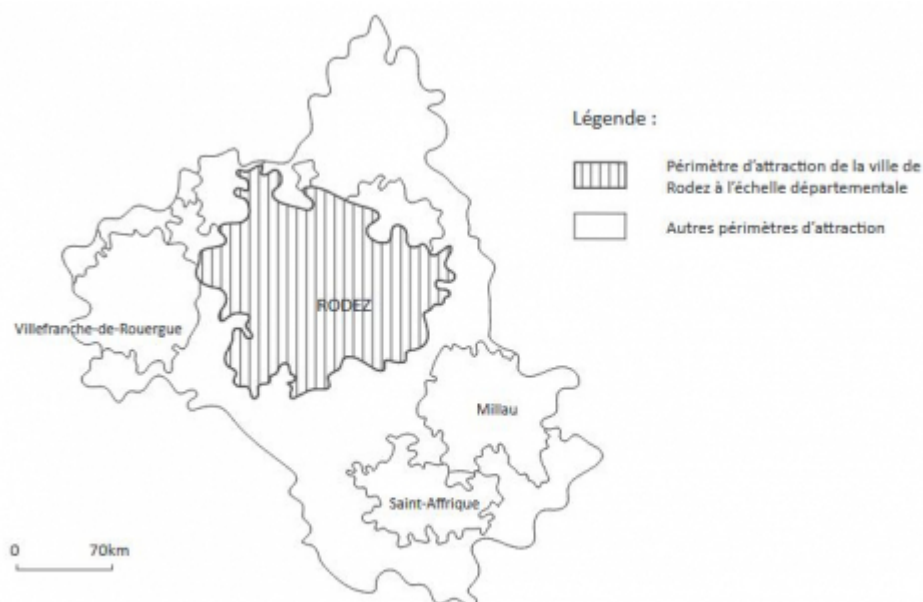 Légende :
Périmètre d'attraction de la ville de
Rodez à l'échelle départementale
Autres périmètres d'attraction
RODEZ
Villefranche-de-Rouergue
Millau
Saint-Affrique
0 70km